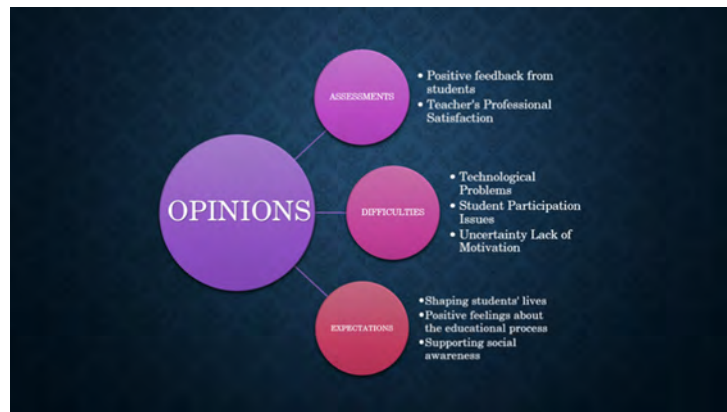 OPINIONS
ASSESSMENTS
• Positive feedback from
students
• Teacher's Professional
Satisfaction
DIFFICULTIES
• Technological
Problems
• Student Participation
Issues
• Uncertainty Lack of
Motivation
EXPECTATIONS
•Shaping students' lives
•Positive feelings about
the educational process
•Supporting social
awareness